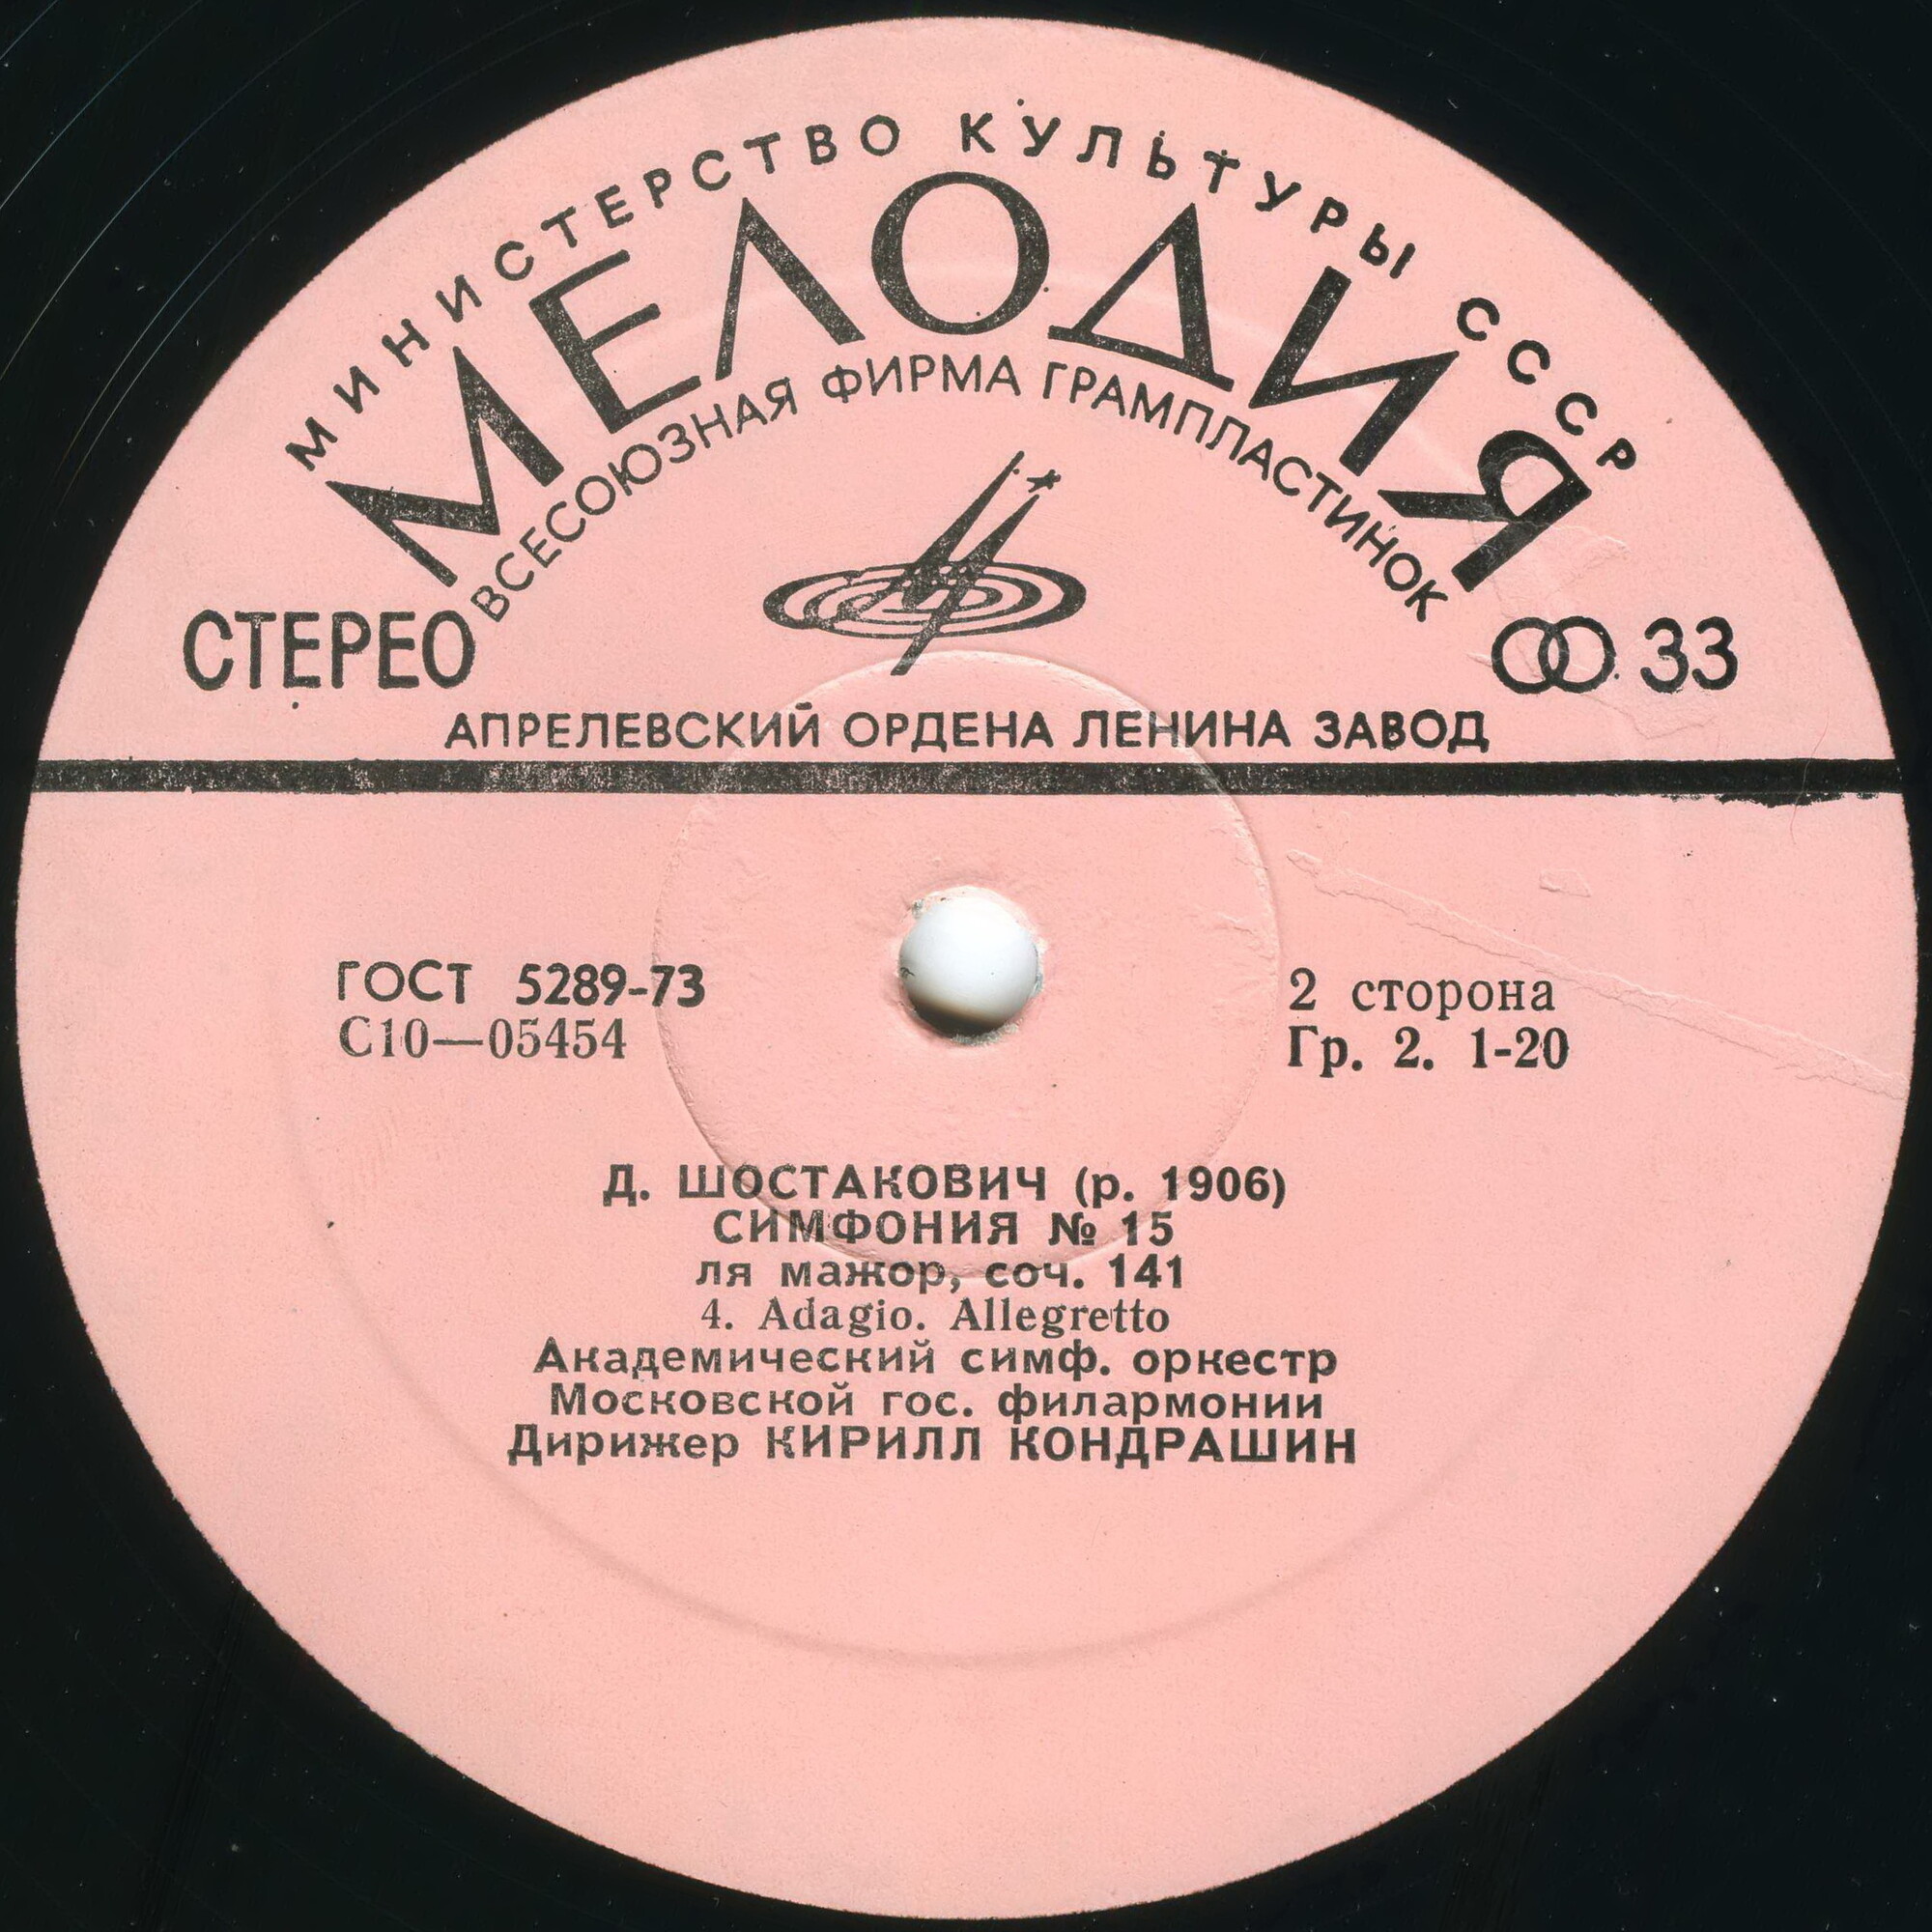 МИНИСТЕРСТВО КУЛЬТУРЫ СССР
МЕЛОДИЯ
ВСЕСОЮЗНАЯ ФИРМА ГРАМПЛАСТИНОК
СТЕРЕО
33
АПРЕЛЕВСКИЙ ОРДЕНА ЛЕНИНА ЗАВОД
ГОСТ 5289-73
С10—05454
2 сторона
Гр. 2. 1-20
Д. ШОСТАКОВИЧ (р. 1906)
СИМФОНИЯ № 15
ля мажор, соч. 141
4. Adagio. Allegretto
Академический симф. оркестр
Московской гос. филармонии
Дирижер КИРИЛЛ КОНДРАШИН